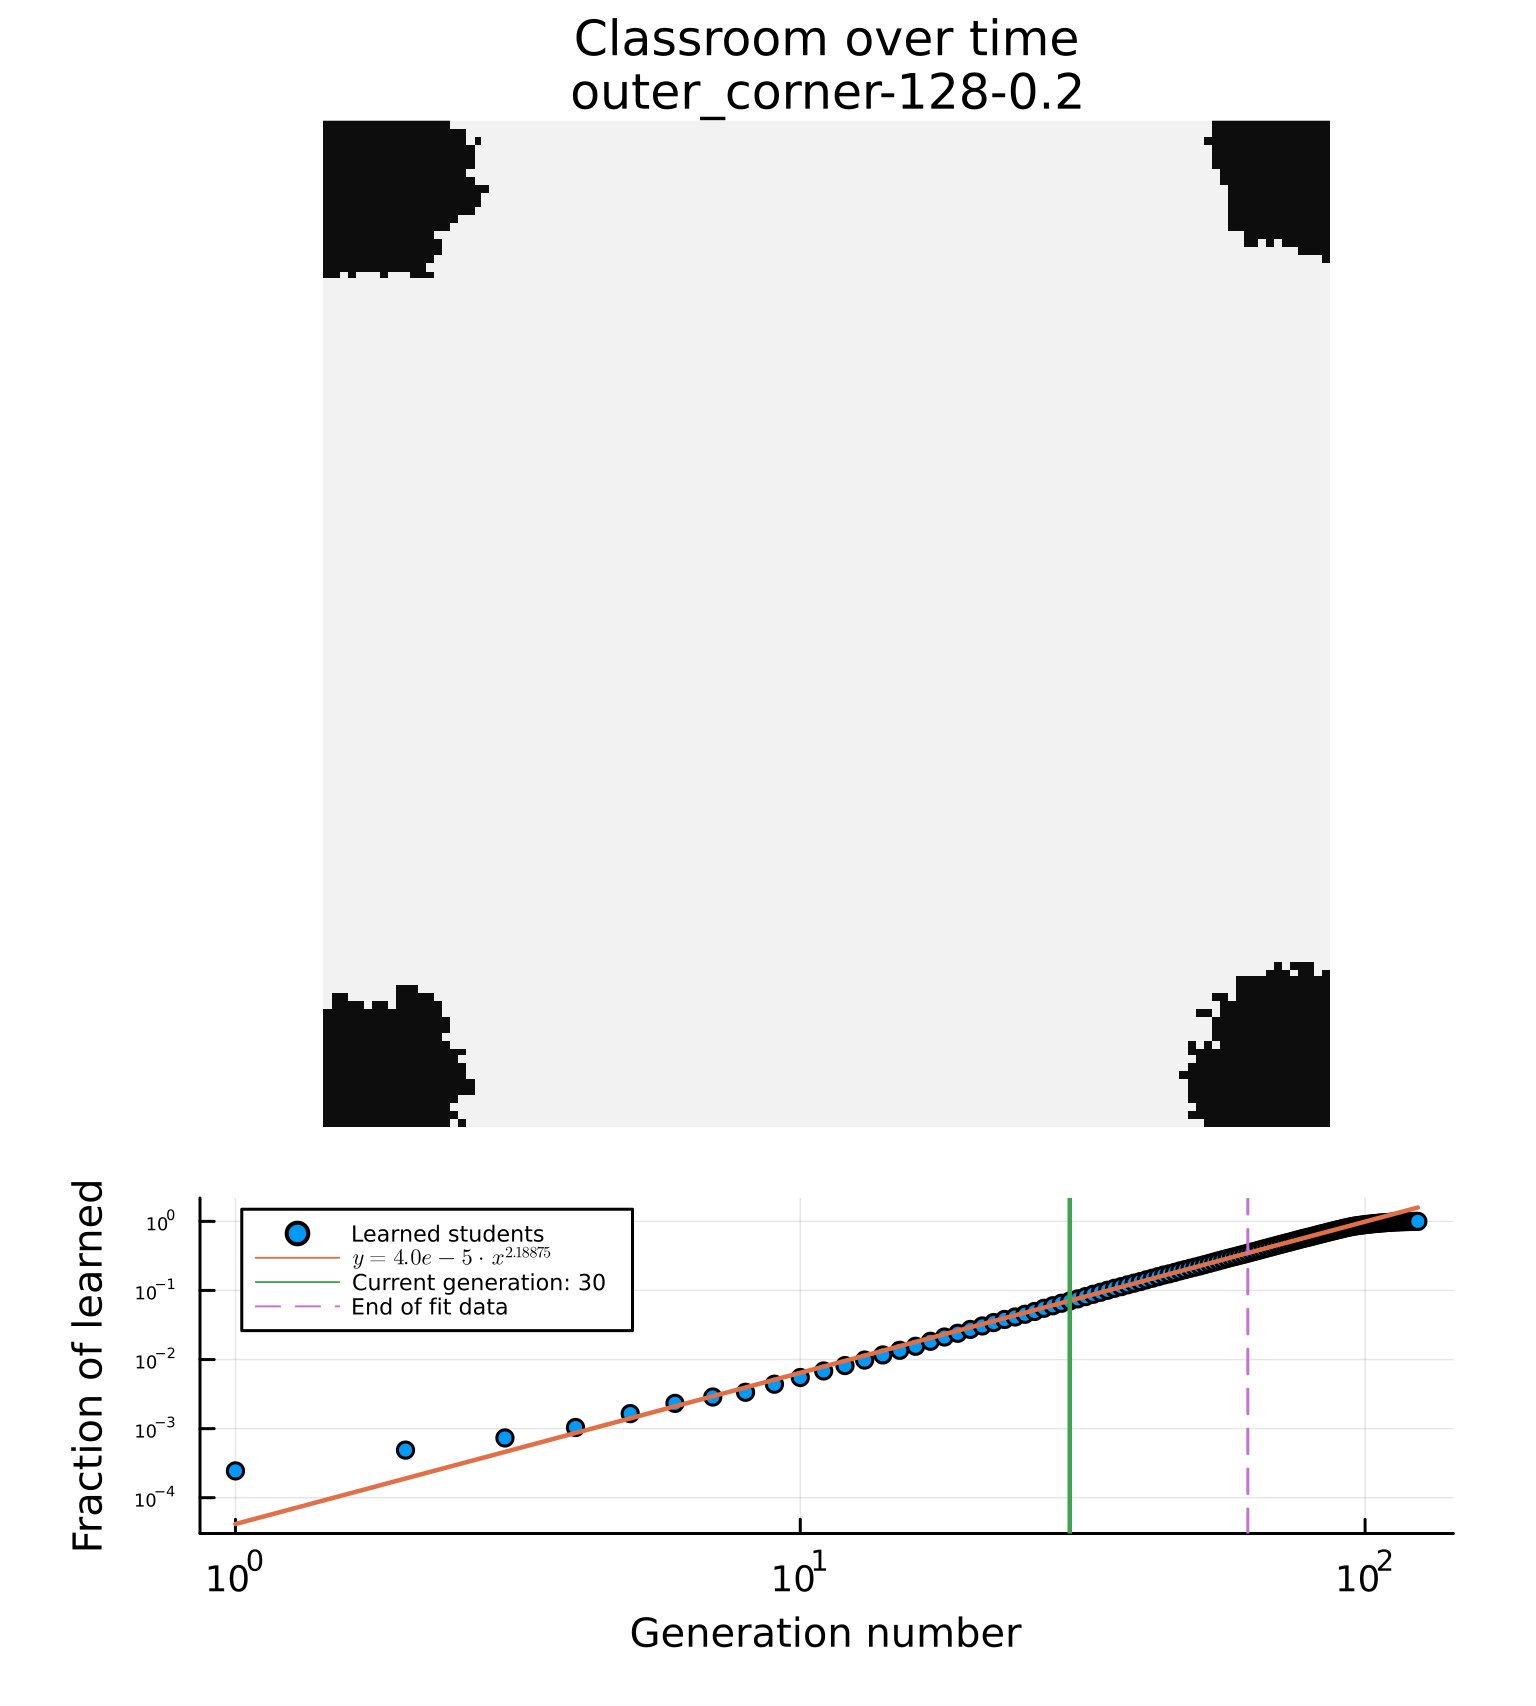 Classroom over time
outer_corner-128-0.2
Fraction of learned
10^0
10^-1
10^-2
10^-3
10^-4
Learned students
y = 4.0e − 5 · x^2.18875
Current generation: 30
End of fit data
10^0 10^1 10^2
Generation number